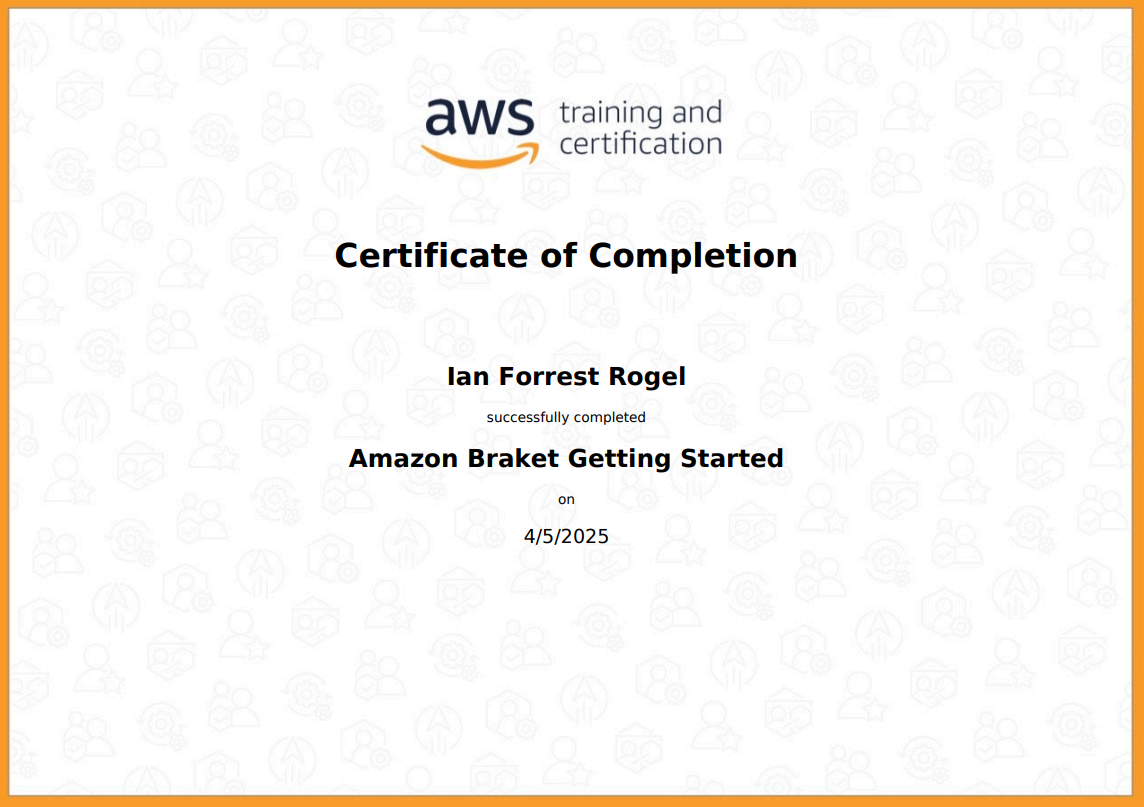 aws training and
certification
Certificate of Completion
Ian Forrest Rogel
successfully completed
Amazon Braket Getting Started
on
4/5/2025